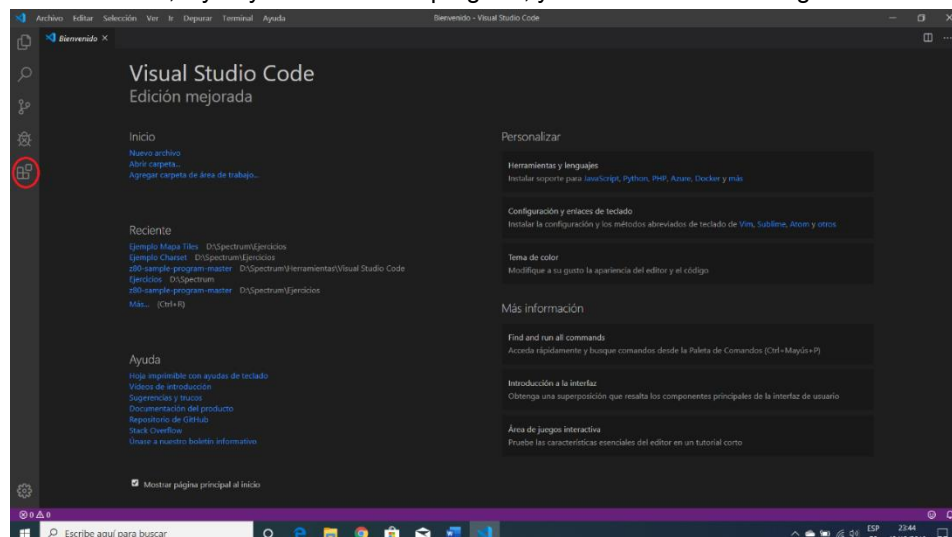 Archivo Editar Selección Ver Ir Depurar Terminal Ayuda
Bienvenido - Visual Studio Code
Bienvenido
Visual Studio Code
Edición mejorada
Inicio
Nuevo archivo
Abrir carpeta...
Agregar carpeta de área de trabajo...
Reciente
Ejemplo Mapa Tiles D:\Spectrum\Ejercicios
Ejemplo Charset D:\Spectrum\Ejercicios
z80-sample-program-master D:\Spectrum\Herramientas\Visual Studio Code
Ejercicios D:\Spectrum
z80-sample-program-master D:\Spectrum\Ejercicios
Más... (Ctrl+R)
Ayuda
Hoja imprimible con ayudas de teclado
Vídeos de introducción
Sugerencias y trucos
Documentación del producto
Repositorio de GitHub
Stack Overflow
Únase a nuestro boletín informativo
Mostrar página principal al inicio
Personalizar
Herramientas y lenguajes
Instalar soporte para JavaScript, Python, PHP, Azure, Docker y más
Configuración y enlaces de teclado
Instalar la configuración y los métodos abreviados de teclado de Vim, Sublime, Atom y otros
Tema de color
Modifique a su gusto la apariencia del editor y el código
Más información
Find and run all commands
Acceda rápidamente y busque comandos desde la Paleta de Comandos (Ctrl+Mayús+P)
Introducción a la interfaz
Obtenga una superposición que resalta los componentes principales de la interfaz de usuario
Área de juegos interactiva
Pruebe las características esenciales del editor en un tutorial corto
0 0
Escribe aquí para buscar
ESP 23:44